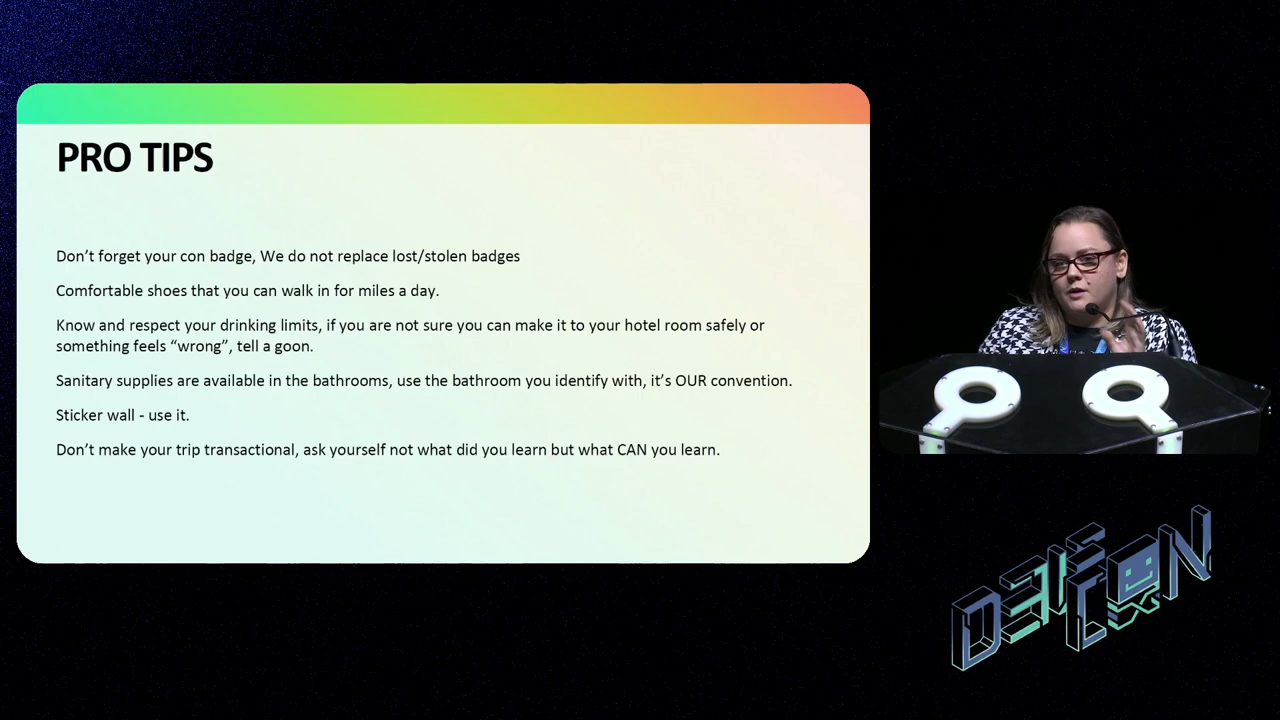 PRO TIPS
Don’t forget your con badge, We do not replace lost/stolen badges
Comfortable shoes that you can walk in for miles a day.
Know and respect your drinking limits, if you are not sure you can make it to your hotel room safely or
something feels “wrong”, tell a goon.
Sanitary supplies are available in the bathrooms, use the bathroom you identify with, it’s OUR convention.
Sticker wall - use it.
Don’t make your trip transactional, ask yourself not what did you learn but what CAN you learn.
DEF CON